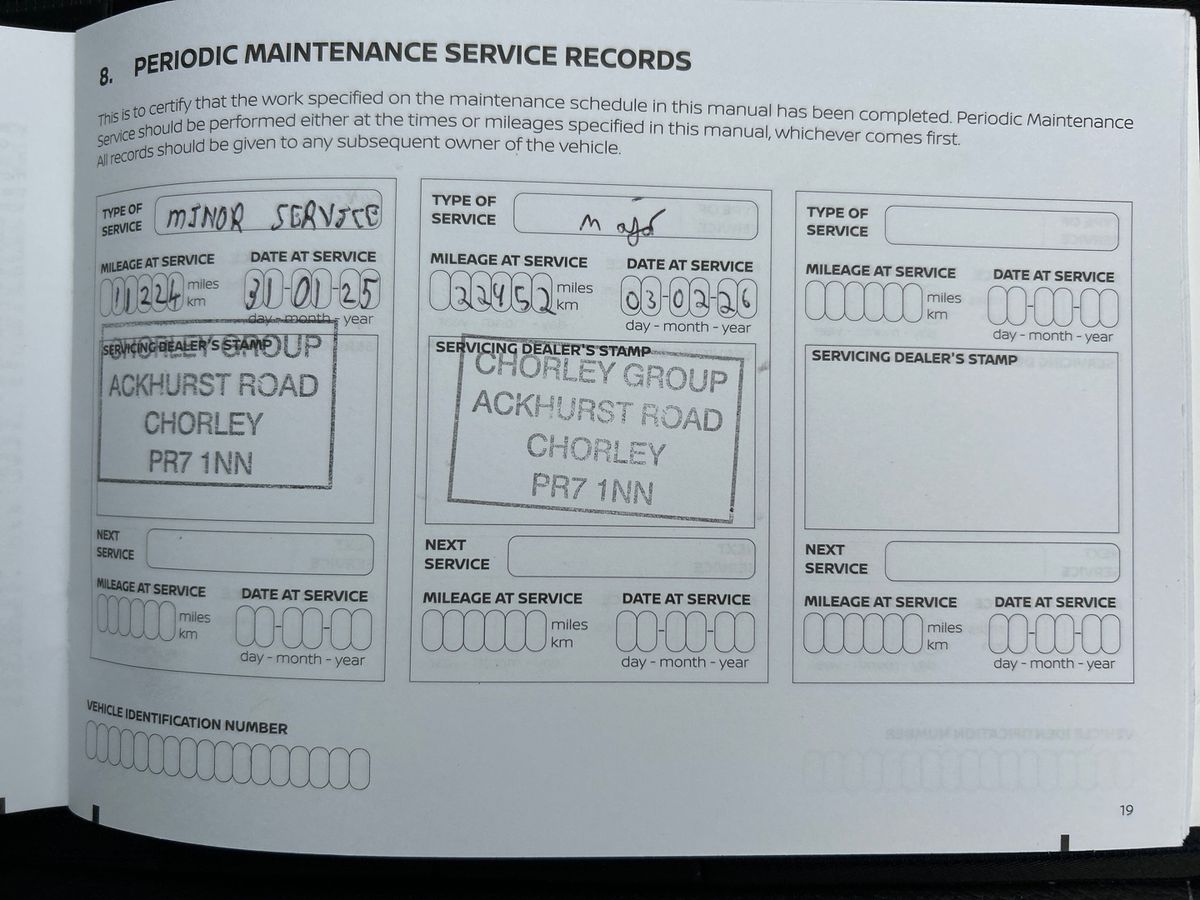 8. PERIODIC MAINTENANCE SERVICE RECORDS
This is to certify that the work specified on the maintenance schedule in this manual has been completed. Periodic Maintenance
Service should be performed either at the times or mileages specified in this manual, whichever comes first.
All records should be given to any subsequent owner of the vehicle.
TYPE OF
SERVICE
MINOR SERVICE
MILEAGE AT SERVICE
11224
miles
km
DATE AT SERVICE
31-01-25
day - month - year
SERVICING DEALER'S STAMP
CHORLEY GROUP
ACKHURST ROAD
CHORLEY
PR7 1NN
NEXT
SERVICE
MILEAGE AT SERVICE
miles
km
DATE AT SERVICE
day - month - year
TYPE OF
SERVICE
Major
MILEAGE AT SERVICE
22452
miles
km
DATE AT SERVICE
03-02-26
day - month - year
SERVICING DEALER'S STAMP
CHORLEY GROUP
ACKHURST ROAD
CHORLEY
PR7 1NN
NEXT
SERVICE
MILEAGE AT SERVICE
miles
km
DATE AT SERVICE
day - month - year
TYPE OF
SERVICE
MILEAGE AT SERVICE
miles
km
DATE AT SERVICE
day - month - year
SERVICING DEALER'S STAMP
NEXT
SERVICE
MILEAGE AT SERVICE
miles
km
DATE AT SERVICE
day - month - year
VEHICLE IDENTIFICATION NUMBER
19